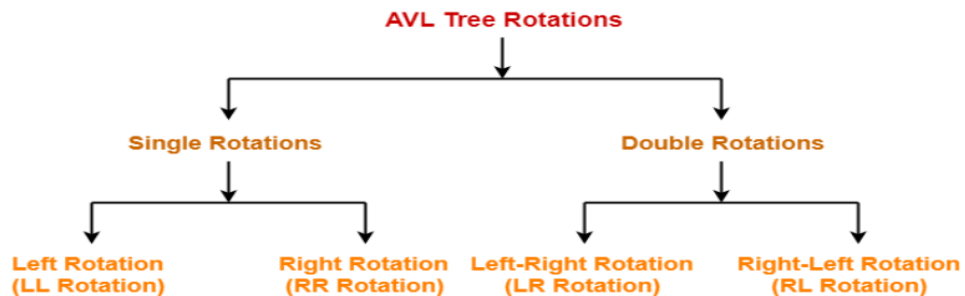 AVL Tree Rotations
Single Rotations
Double Rotations
Left Rotation
(LL Rotation)
Right Rotation
(RR Rotation)
Left-Right Rotation
(LR Rotation)
Right-Left Rotation
(RL Rotation)